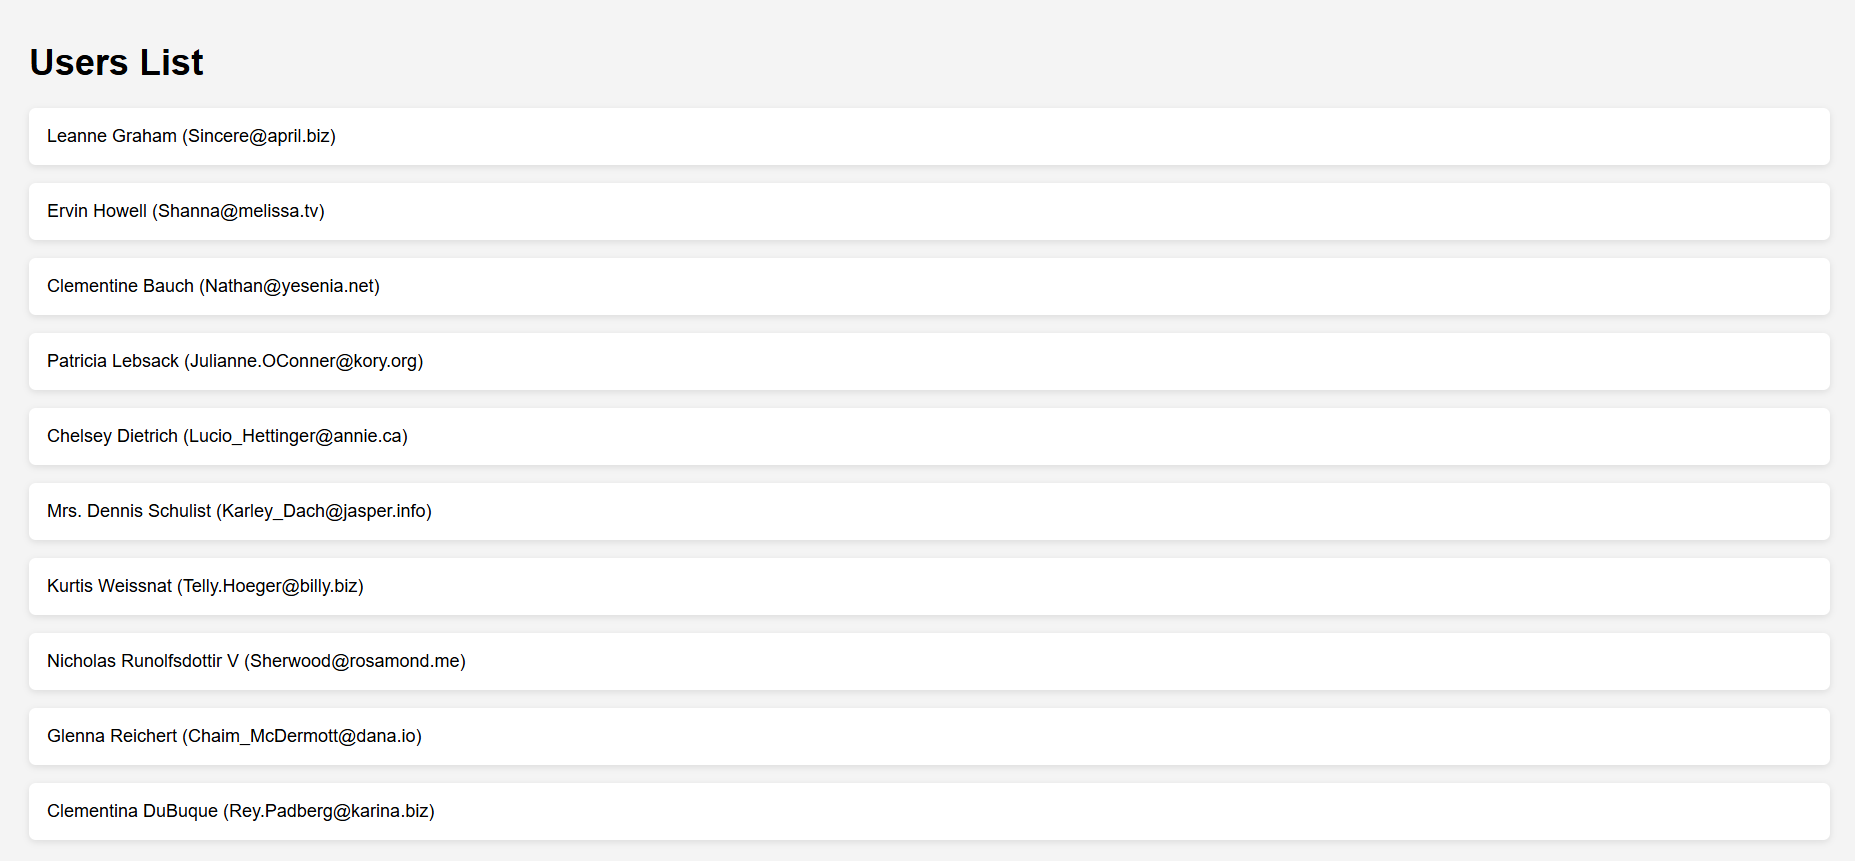 Users List
Leanne Graham (Sincere@april.biz)
Ervin Howell (Shanna@melissa.tv)
Clementine Bauch (Nathan@yesenia.net)
Patricia Lebsack (Julianne.OConner@kory.org)
Chelsey Dietrich (Lucio_Hettinger@annie.ca)
Mrs. Dennis Schulist (Karley_Dach@jasper.info)
Kurtis Weissnat (Telly.Hoeger@billy.biz)
Nicholas Runolfsdottir V (Sherwood@rosamond.me)
Glenna Reichert (Chaim_McDermott@dana.io)
Clementina DuBuque (Rey.Padberg@karina.biz)